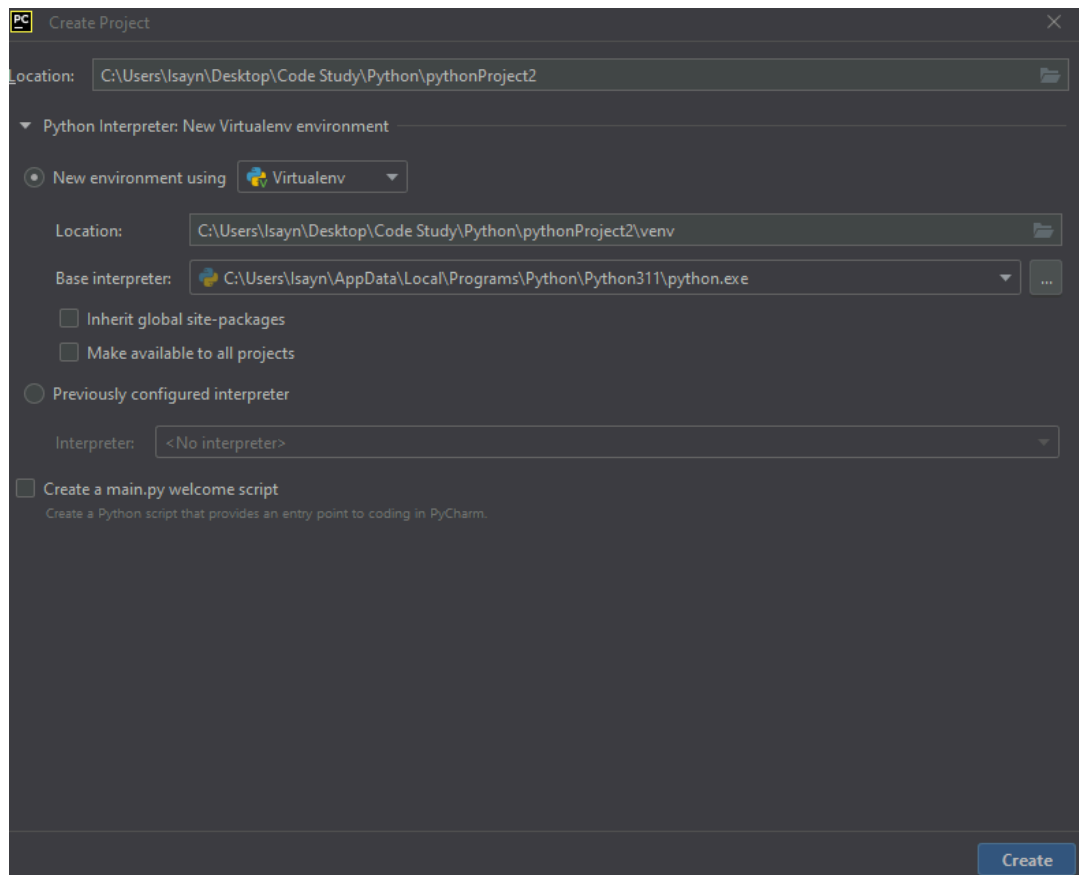 PC Create Project
Location: C:\Users\Isayn\Desktop\Code Study\Python\pythonProject2
Python Interpreter: New Virtualenv environment
New environment using Virtualenv
Location: C:\Users\Isayn\Desktop\Code Study\Python\pythonProject2\venv
Base interpreter: C:\Users\Isayn\AppData\Local\Programs\Python\Python311\python.exe ...
Inherit global site-packages
Make available to all projects
Previously configured interpreter
Interpreter: <No interpreter>
Create a main.py welcome script
Create a Python script that provides an entry point to coding in PyCharm.
Create